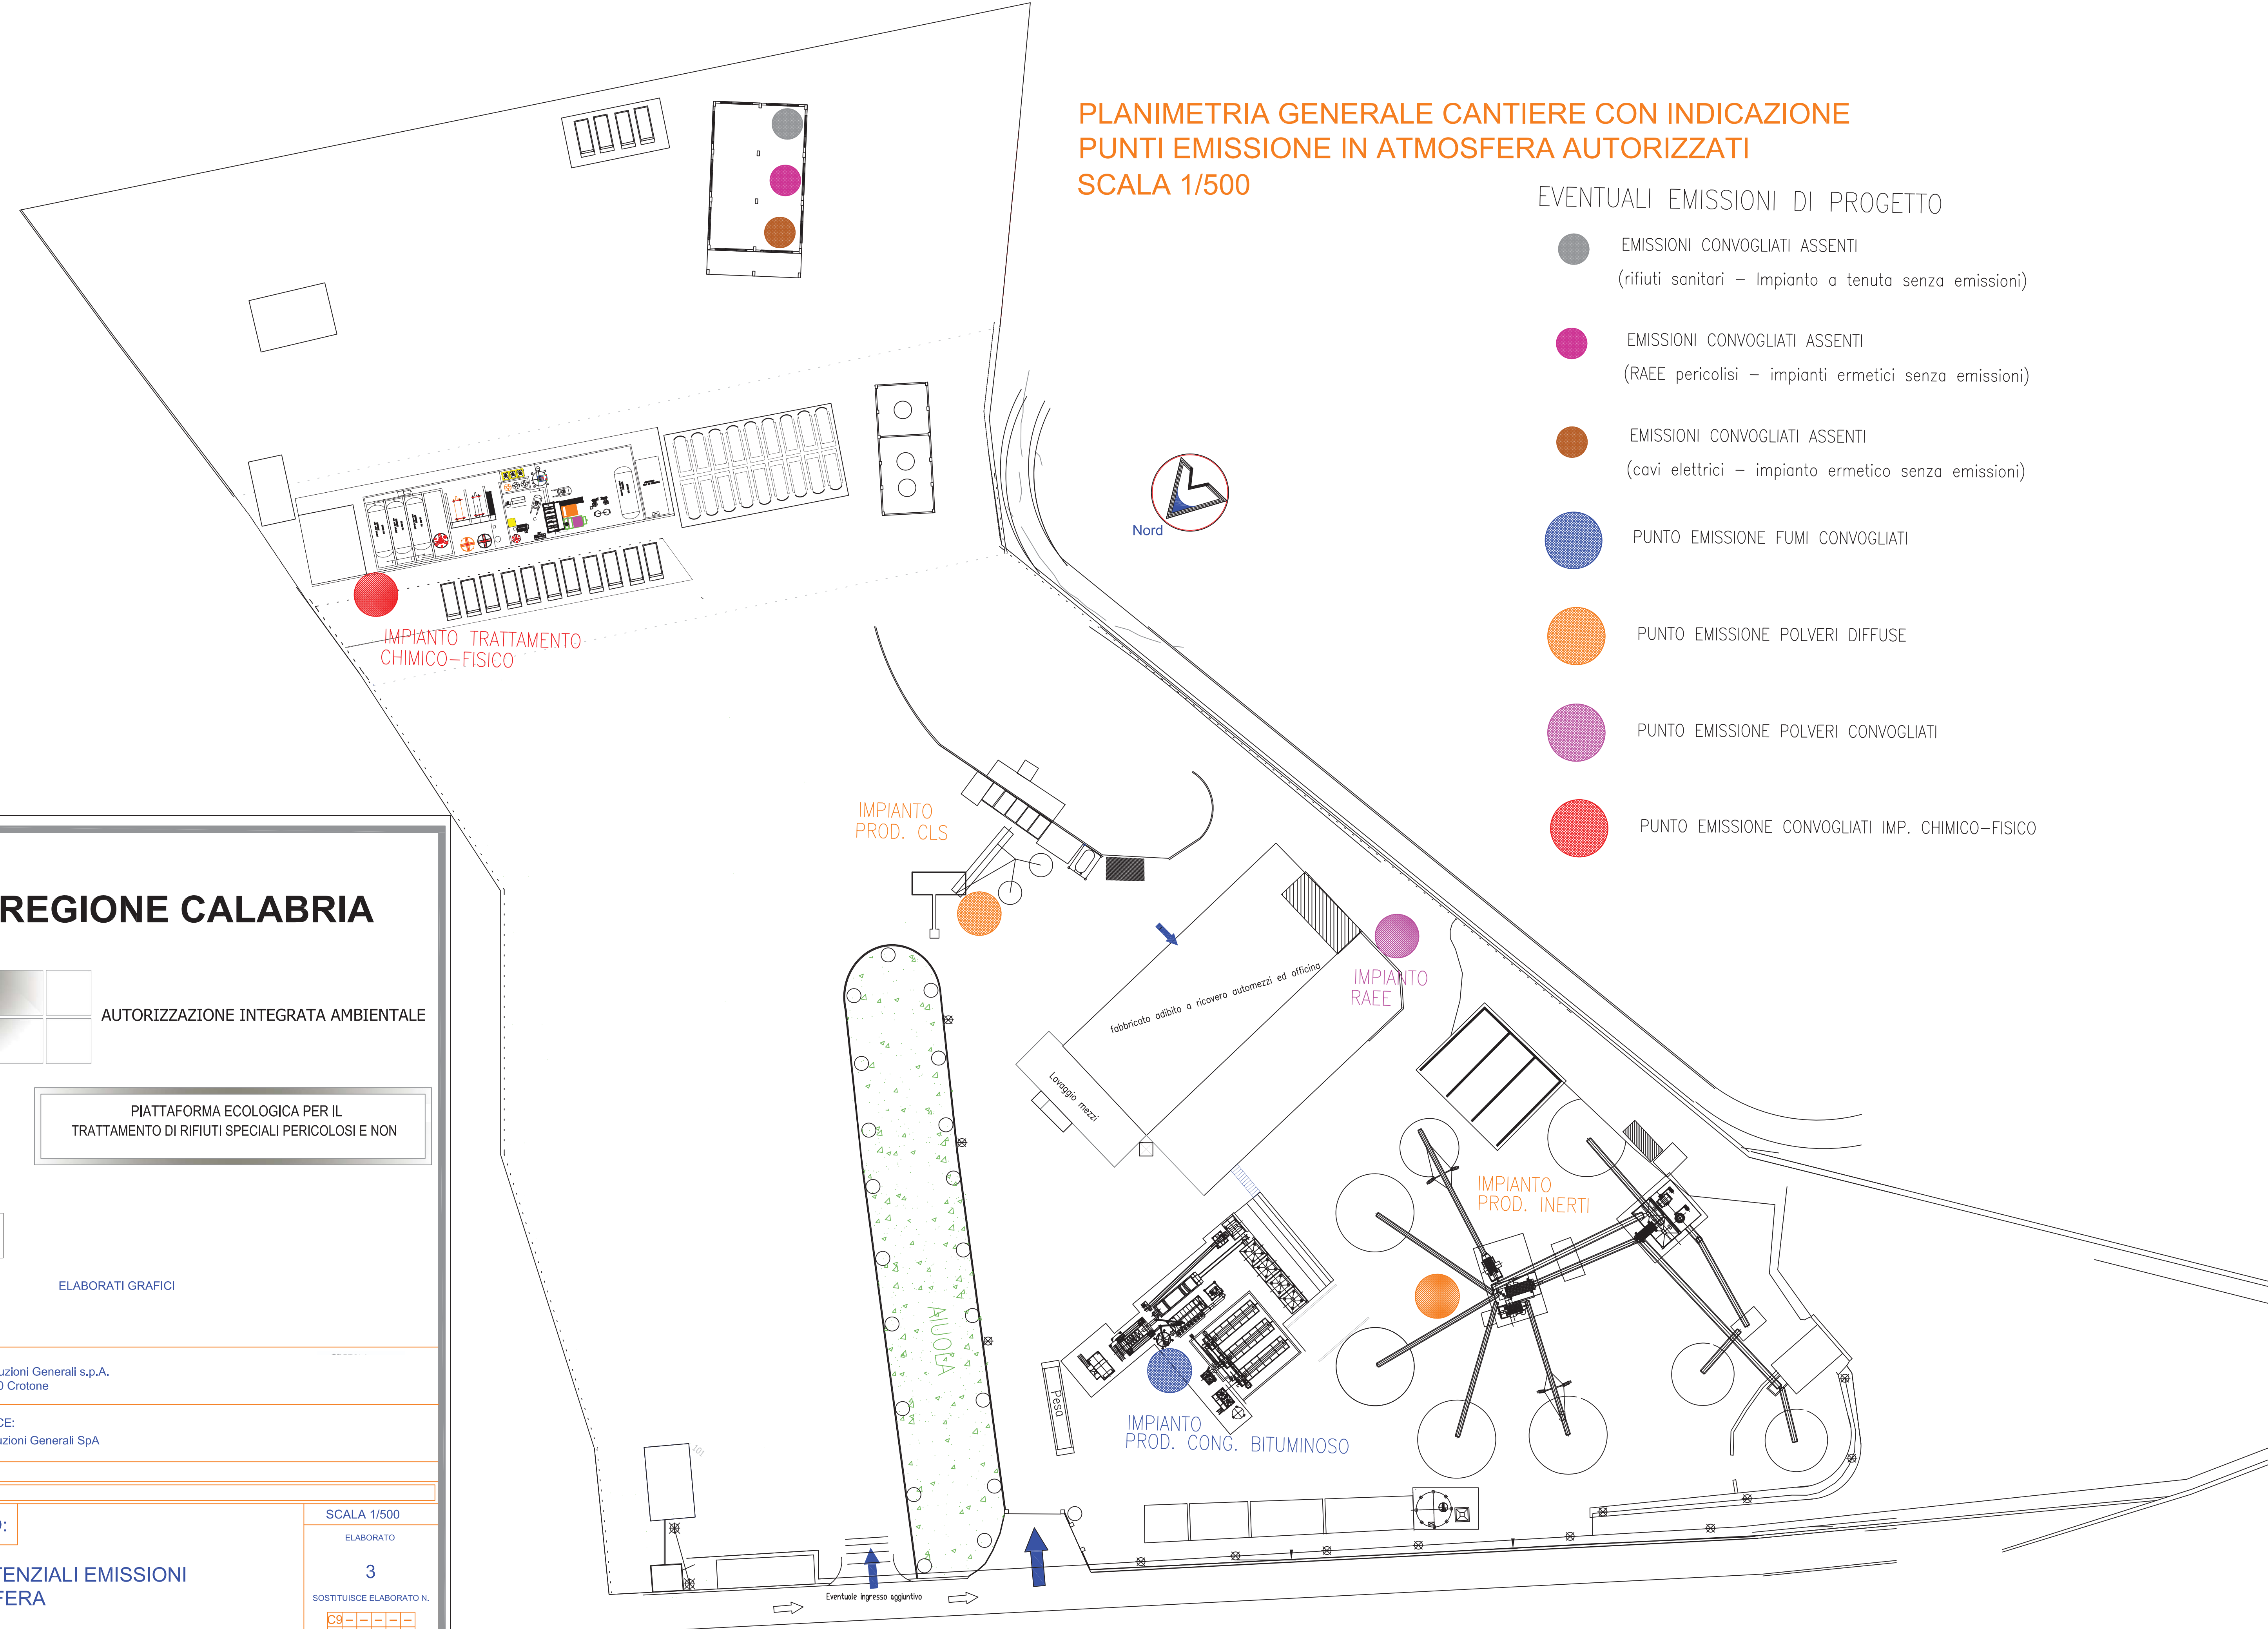 PLANIMETRIA GENERALE CANTIERE CON INDICAZIONE
PUNTI EMISSIONE IN ATMOSFERA AUTORIZZATI
SCALA 1/500
EVENTUALI EMISSIONI DI PROGETTO
EMISSIONI CONVOGLIATI ASSENTI
(rifiuti sanitari – Impianto a tenuta senza emissioni)
EMISSIONI CONVOGLIATI ASSENTI
(RAEE pericolisi – impianti ermetici senza emissioni)
EMISSIONI CONVOGLIATI ASSENTI
(cavi elettrici – impianto ermetico senza emissioni)
PUNTO EMISSIONE FUMI CONVOGLIATI
PUNTO EMISSIONE POLVERI DIFFUSE
PUNTO EMISSIONE POLVERI CONVOGLIATI
PUNTO EMISSIONE CONVOGLIATI IMP. CHIMICO–FISICO
Nord
IMPIANTO TRATTAMENTO
CHIMICO–FISICO
IMPIANTO
PROD. CLS
fabbricato adibito a ricovero automezzi ed officina
IMPIANTO
RAEE
Lavaggio mezzi
IMPIANTO
PROD. INERTI
AIUOLA
Pesa
IMPIANTO
PROD. CONG. BITUMINOSO
101
Eventuale ingresso aggiuntivo
REGIONE CALABRIA
AUTORIZZAZIONE INTEGRATA AMBIENTALE
PIATTAFORMA ECOLOGICA PER IL
TRATTAMENTO DI RIFIUTI SPECIALI PERICOLOSI E NON
ELABORATI GRAFICI
uzioni Generali s.p.A.
0 Crotone
CE:
uzioni Generali SpA
O:
SCALA 1/500
ELABORATO
3
TENZIALI EMISSIONI
FERA
SOSTITUISCE ELABORATO N.
C9 – – – – –